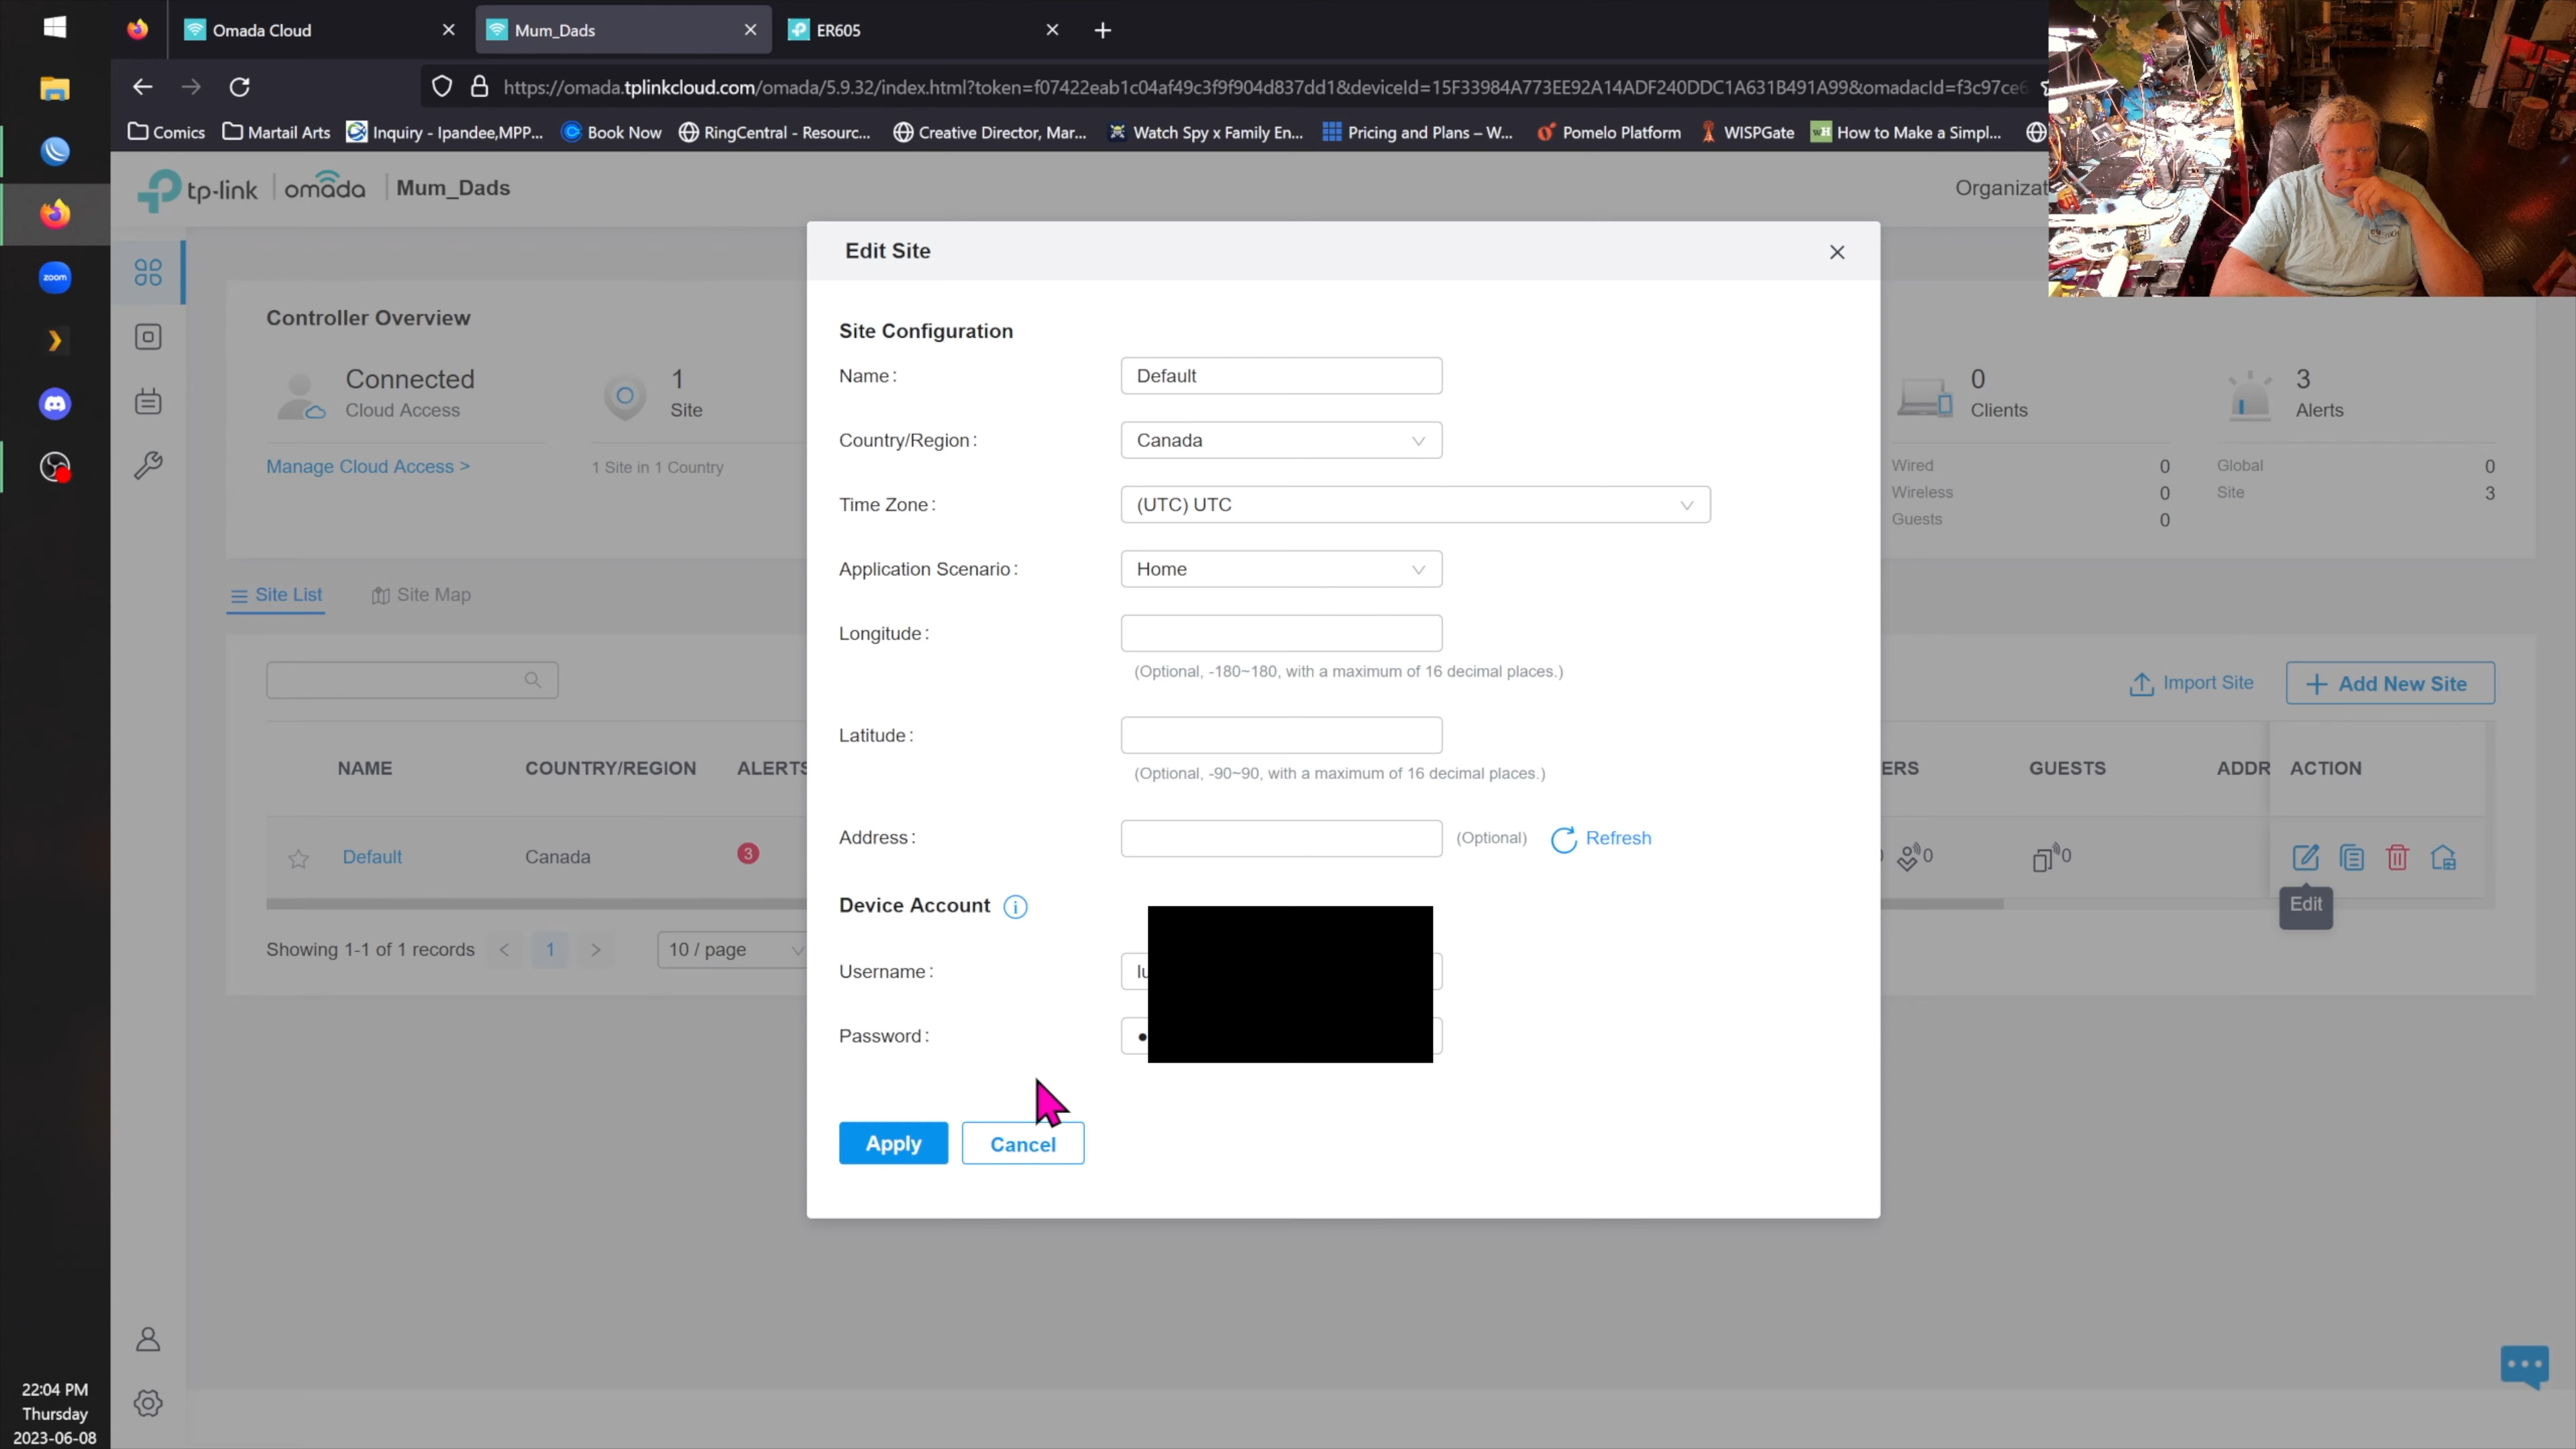 Omada Cloud
Mum_Dads
ER605
https://omada.tplinkcloud.com/omada/5.9.32/index.html?token=f07422eab1c04af49c3f9f904d837dd1&deviceId=15F33984A773EE92A14ADF240DDC1A631B491A99&omadacId=f3c97ce6
Comics
Martail Arts
Inquiry - Ipandee,MPP...
Book Now
RingCentral - Resourc...
Creative Director, Mar...
Watch Spy x Family En...
Pricing and Plans – W...
Pomelo Platform
WISPGate
How to Make a Simpl...
tp-link
omada
Mum_Dads
Organizat
Edit Site
Controller Overview
Connected
Cloud Access
Manage Cloud Access >
1
Site
1 Site in 1 Country
0
Clients
Wired 0
Wireless 0
Guests 0
3
Alerts
Global 0
Site 3
Site Configuration
Name: Default
Country/Region: Canada
Time Zone: (UTC) UTC
Application Scenario: Home
Longitude:
(Optional, -180~180, with a maximum of 16 decimal places.)
Latitude:
(Optional, -90~90, with a maximum of 16 decimal places.)
Address: (Optional) Refresh
Device Account
Username: lu
Password:
Apply
Cancel
Site List
Site Map
Import Site
Add New Site
NAME COUNTRY/REGION ALERTS ERS GUESTS ADDR ACTION
Default Canada 3 0 0
Edit
Showing 1-1 of 1 records < 1 > 10 / page
zoom
22:04 PM
Thursday
2023-06-08